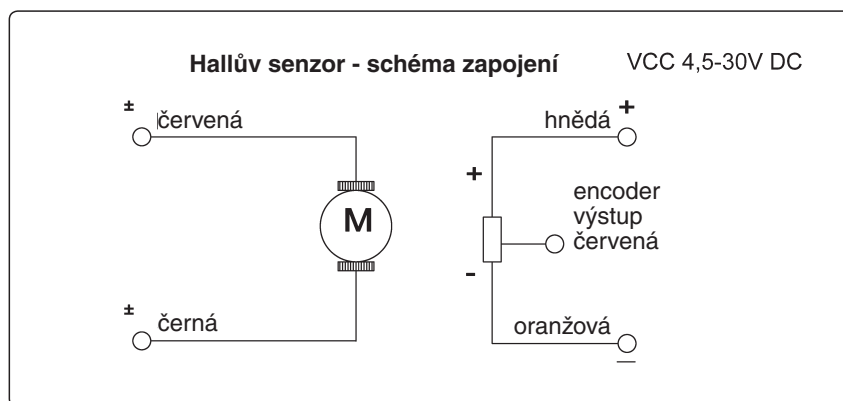 Hallův senzor - schéma zapojení
VCC 4,5-30V DC
±
červená
M
±
černá
hnědá
+
+
encoder
výstup
červená
-
oranžová
—